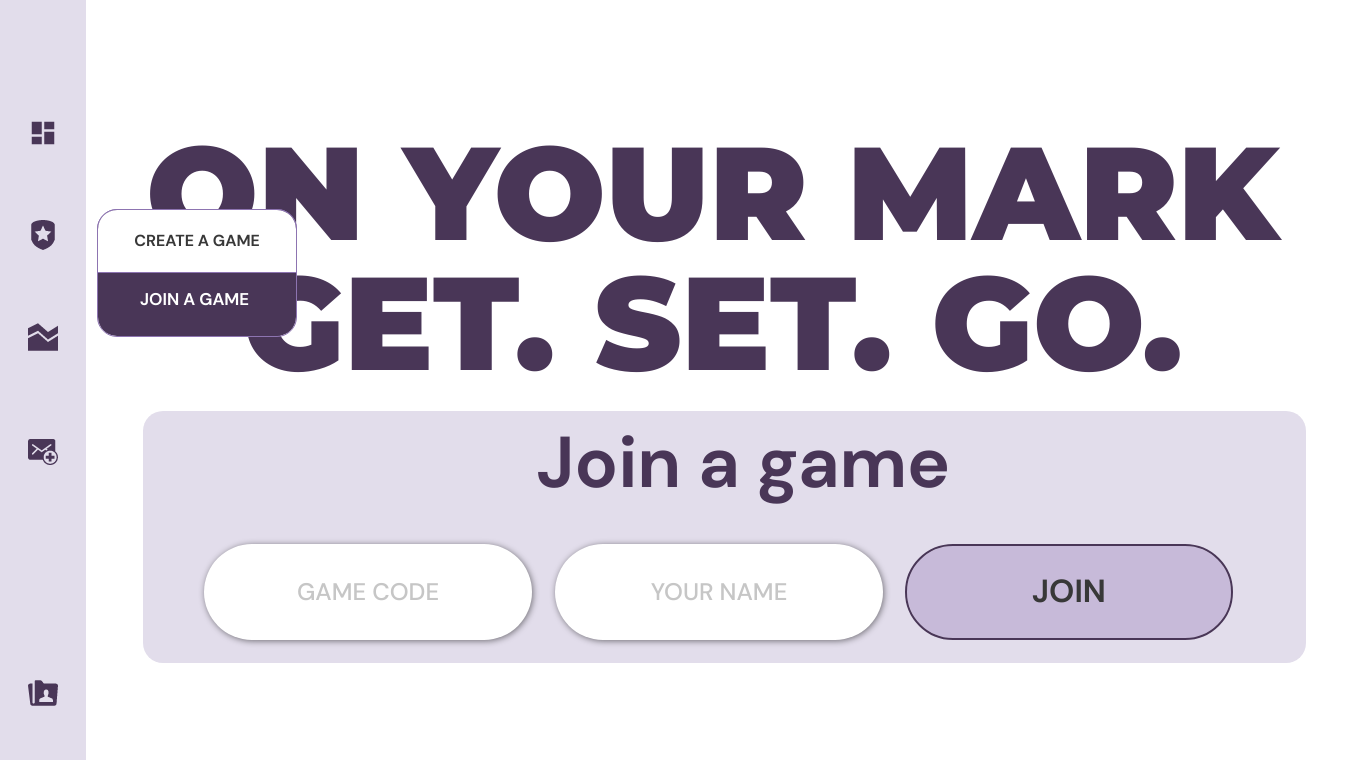 ON YOUR MARK
CREATE A GAME
JOIN A GAME
GET. SET. GO.
Join a game
GAME CODE
YOUR NAME
JOIN